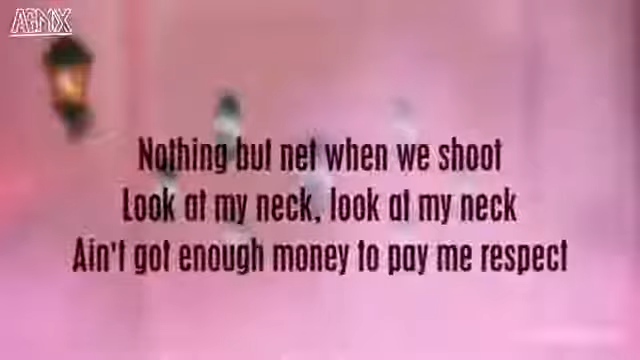 AGMX
Nothing but net when we shoot
Look at my neck, look at my neck
Ain't got enough money to pay me respect